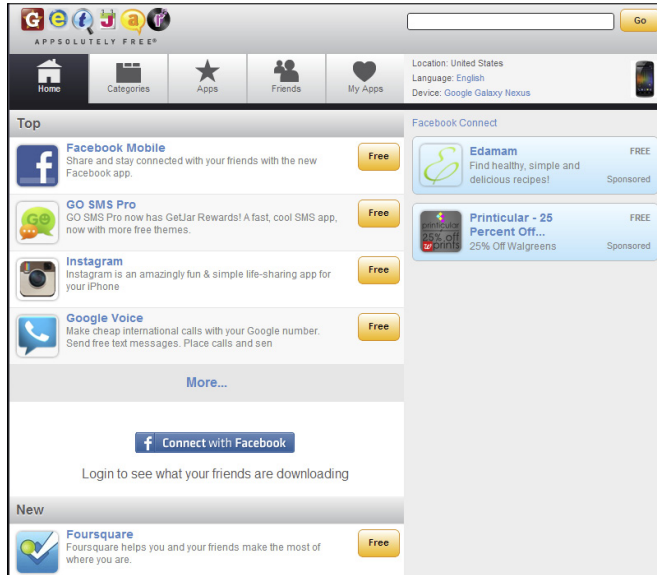 GetJar
APPSOLUTELY FREE®
Go
Home
Categories
Apps
Friends
My Apps
Location: United States
Language: English
Device: Google Galaxy Nexus
Top
Facebook Mobile
Share and stay connected with your friends with the new
Facebook app.
Free
GO SMS Pro
GO SMS Pro now has GetJar Rewards! A fast, cool SMS app,
now with more free themes.
Free
GO
Instagram
Instagram is an amazingly fun & simple life-sharing app for
your iPhone
Free
Google Voice
Make cheap international calls with your Google number.
Send free text messages. Place calls and sen
Free
More...
f Connect with Facebook
Login to see what your friends are downloading
New
Foursquare
Foursquare helps you and your friends make the most of
where you are.
Free
Facebook Connect
Edamam
Find healthy, simple and
delicious recipes!
FREE
Sponsored
printicular
25% off
prints
Printicular - 25
Percent Off...
25% Off Walgreens
FREE
Sponsored